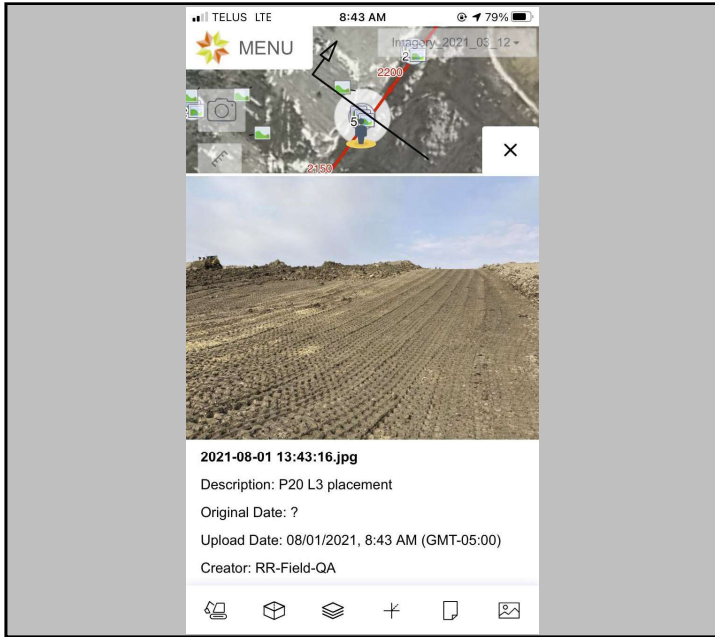 TELUS LTE 8:43 AM 79%
MENU
Imagery_2021_03_12
2
2200
5
2150
2021-08-01 13:43:16.jpg
Description: P20 L3 placement
Original Date: ?
Upload Date: 08/01/2021, 8:43 AM (GMT-05:00)
Creator: RR-Field-QA